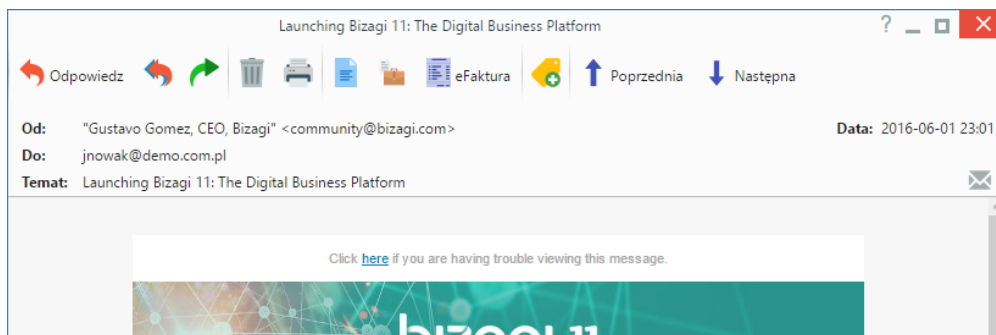 Launching Bizagi 11: The Digital Business Platform
Odpowiedz eFaktura Poprzednia Następna
Od: "Gustavo Gomez, CEO, Bizagi" <community@bizagi.com> Data: 2016-06-01 23:01
Do: jnowak@demo.com.pl
Temat: Launching Bizagi 11: The Digital Business Platform
Click here if you are having trouble viewing this message.
bizagi 11